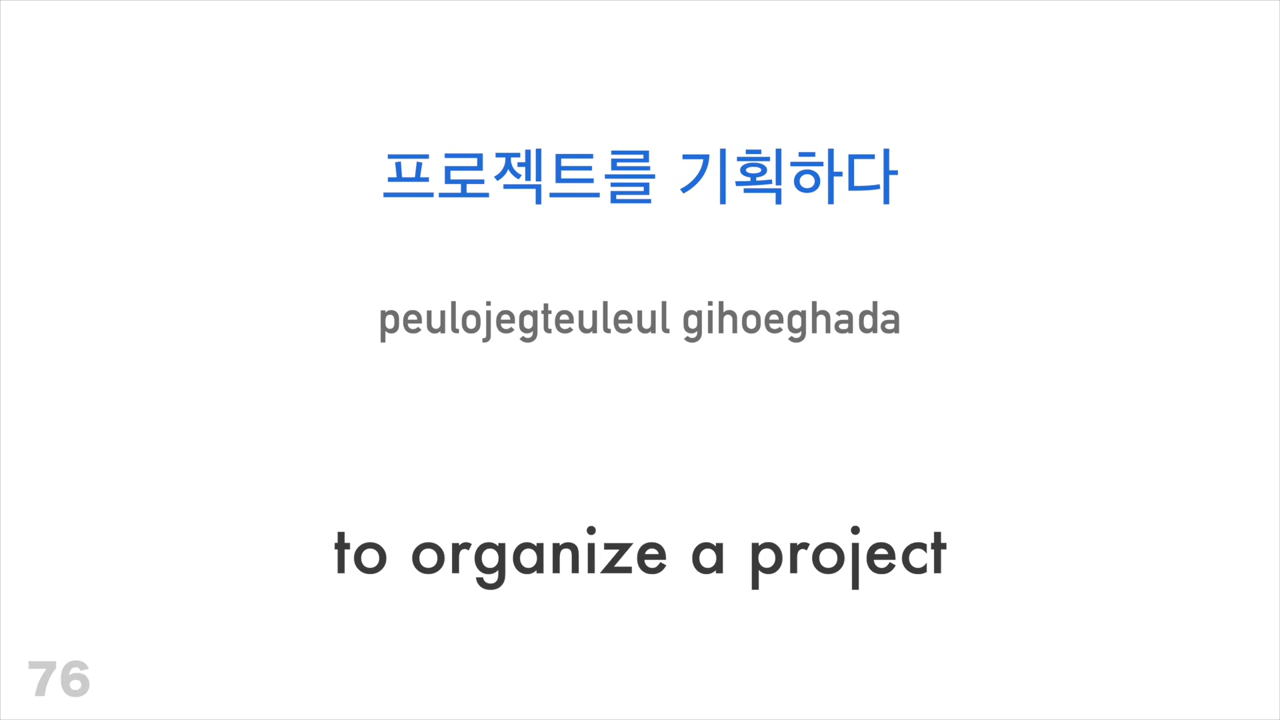 프로젝트를 기획하다
peulojegteuleul gihoeghada
to organize a project
76